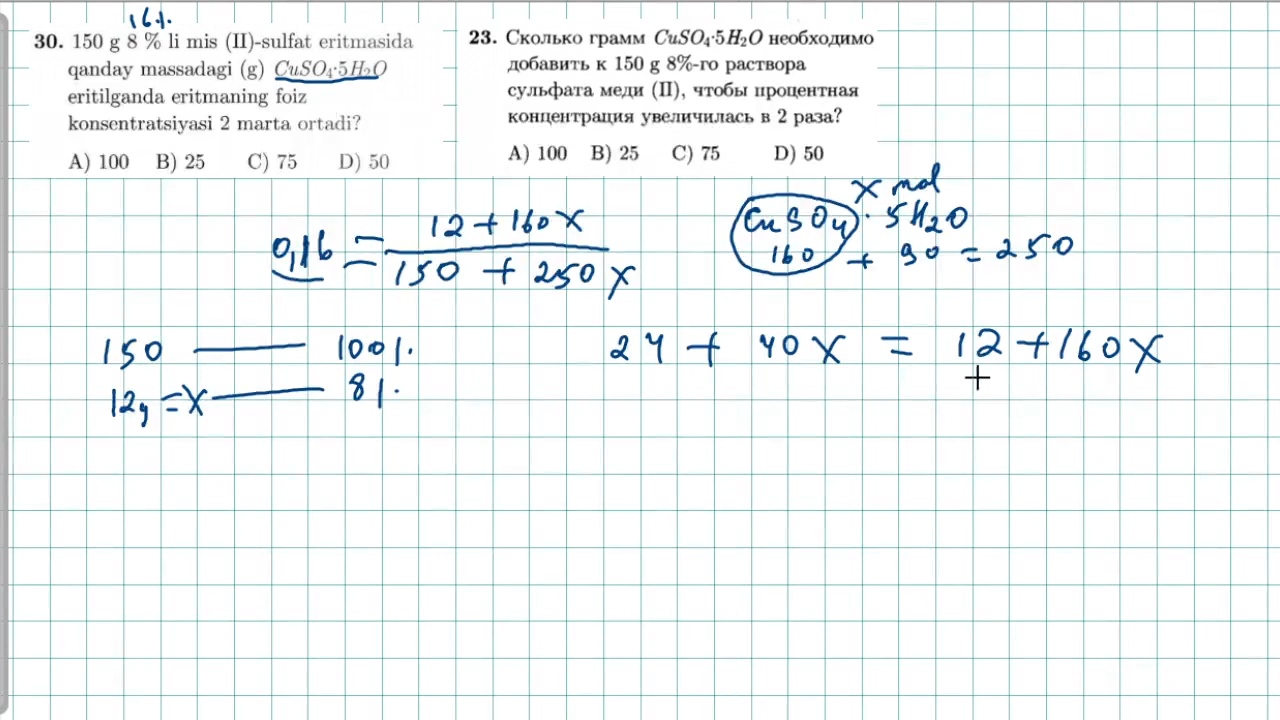 16%.
30. 150 g 8 % li mis (II)-sulfat eritmasida
qanday massadagi (g) CuSO₄·5H₂O
eritilganda eritmaning foiz
konsentratsiyasi 2 marta ortadi?
A) 100 B) 25 C) 75 D) 50
23. Сколько грамм CuSO₄·5H₂O необходимо
добавить к 150 g 8%-го раствора
сульфата меди (II), чтобы процентная
концентрация увеличилась в 2 раза?
A) 100 B) 25 C) 75 D) 50
x mol
CuSO₄ · 5H₂O
160 + 90 = 250
12 + 160x
0,16 =
150 + 250x
150 — 100%.
12g = x — 8%.
24 + 40x = 12 + 160x